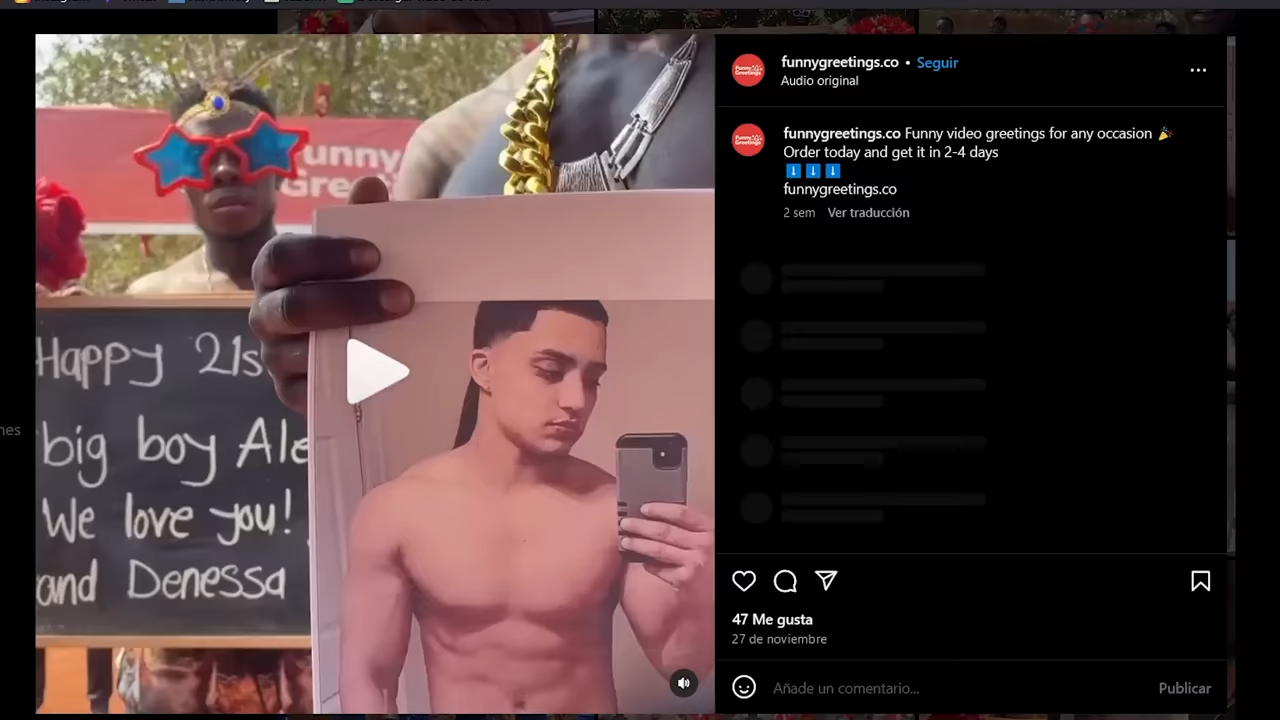 funnygreetings.co • Seguir
Audio original
funnygreetings.co Funny video greetings for any occasion 🎉
Order today and get it in 2-4 days
⬇️⬇️⬇️
funnygreetings.co
2 sem Ver traducción
Funny
Greetings
Happy 21s
big boy Ale
We love you!
and Denessa
47 Me gusta
27 de noviembre
Añade un comentario... Publicar